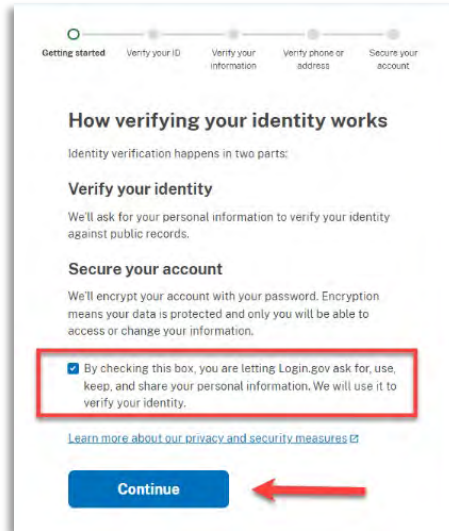 Getting started
Verify your ID
Verify your
information
Verify phone or
address
Secure your
account
How verifying your identity works
Identity verification happens in two parts:
Verify your identity
We'll ask for your personal information to verify your identity
against public records.
Secure your account
We'll encrypt your account with your password. Encryption
means your data is protected and only you will be able to
access or change your information.
By checking this box, you are letting Login.gov ask for, use,
keep, and share your personal information. We will use it to
verify your identity.
Learn more about our privacy and security measures
Continue